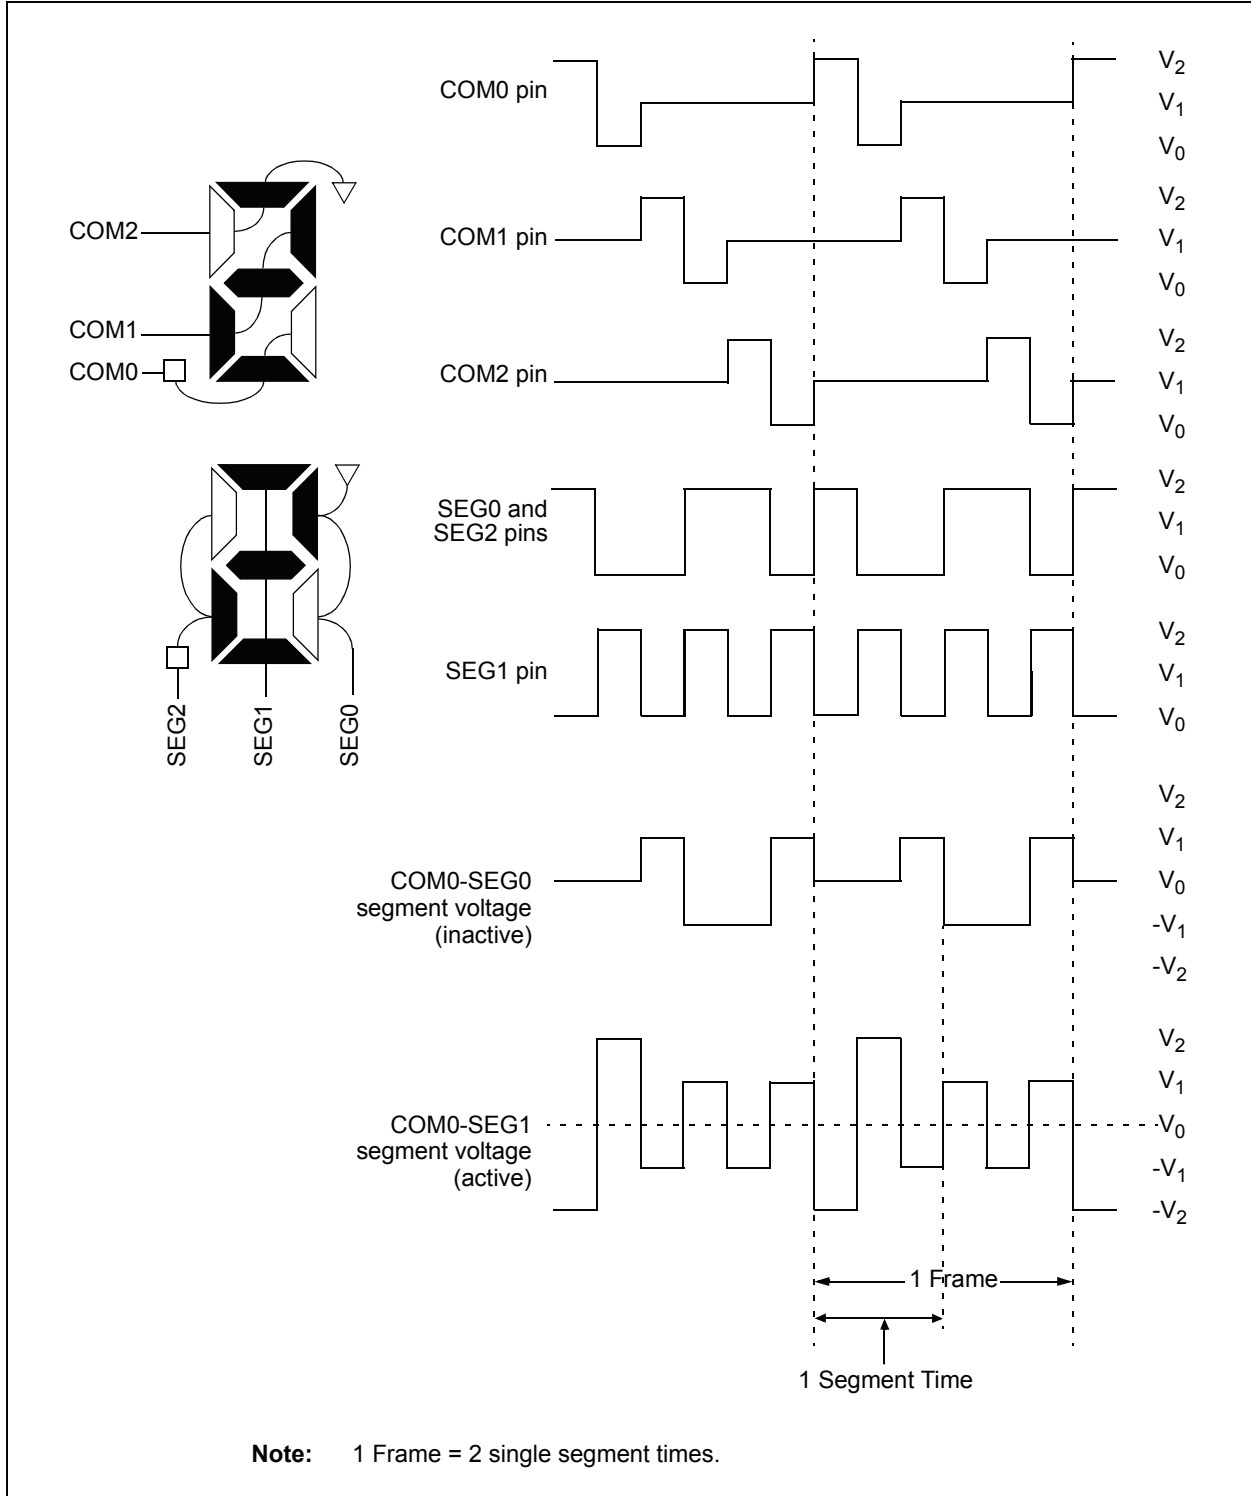 COM0 pin
V2
V1
V0
COM2
COM1 pin
V2
V1
V0
COM1
COM0
COM2 pin
V2
V1
V0
SEG0 and
SEG2 pins
V2
V1
V0
SEG1 pin
V2
V1
V0
SEG2
SEG1
SEG0
COM0-SEG0
segment voltage
(inactive)
V2
V1
V0
-V1
-V2
COM0-SEG1
segment voltage
(active)
V2
V1
V0
-V1
-V2
1 Frame
1 Segment Time
Note: 1 Frame = 2 single segment times.